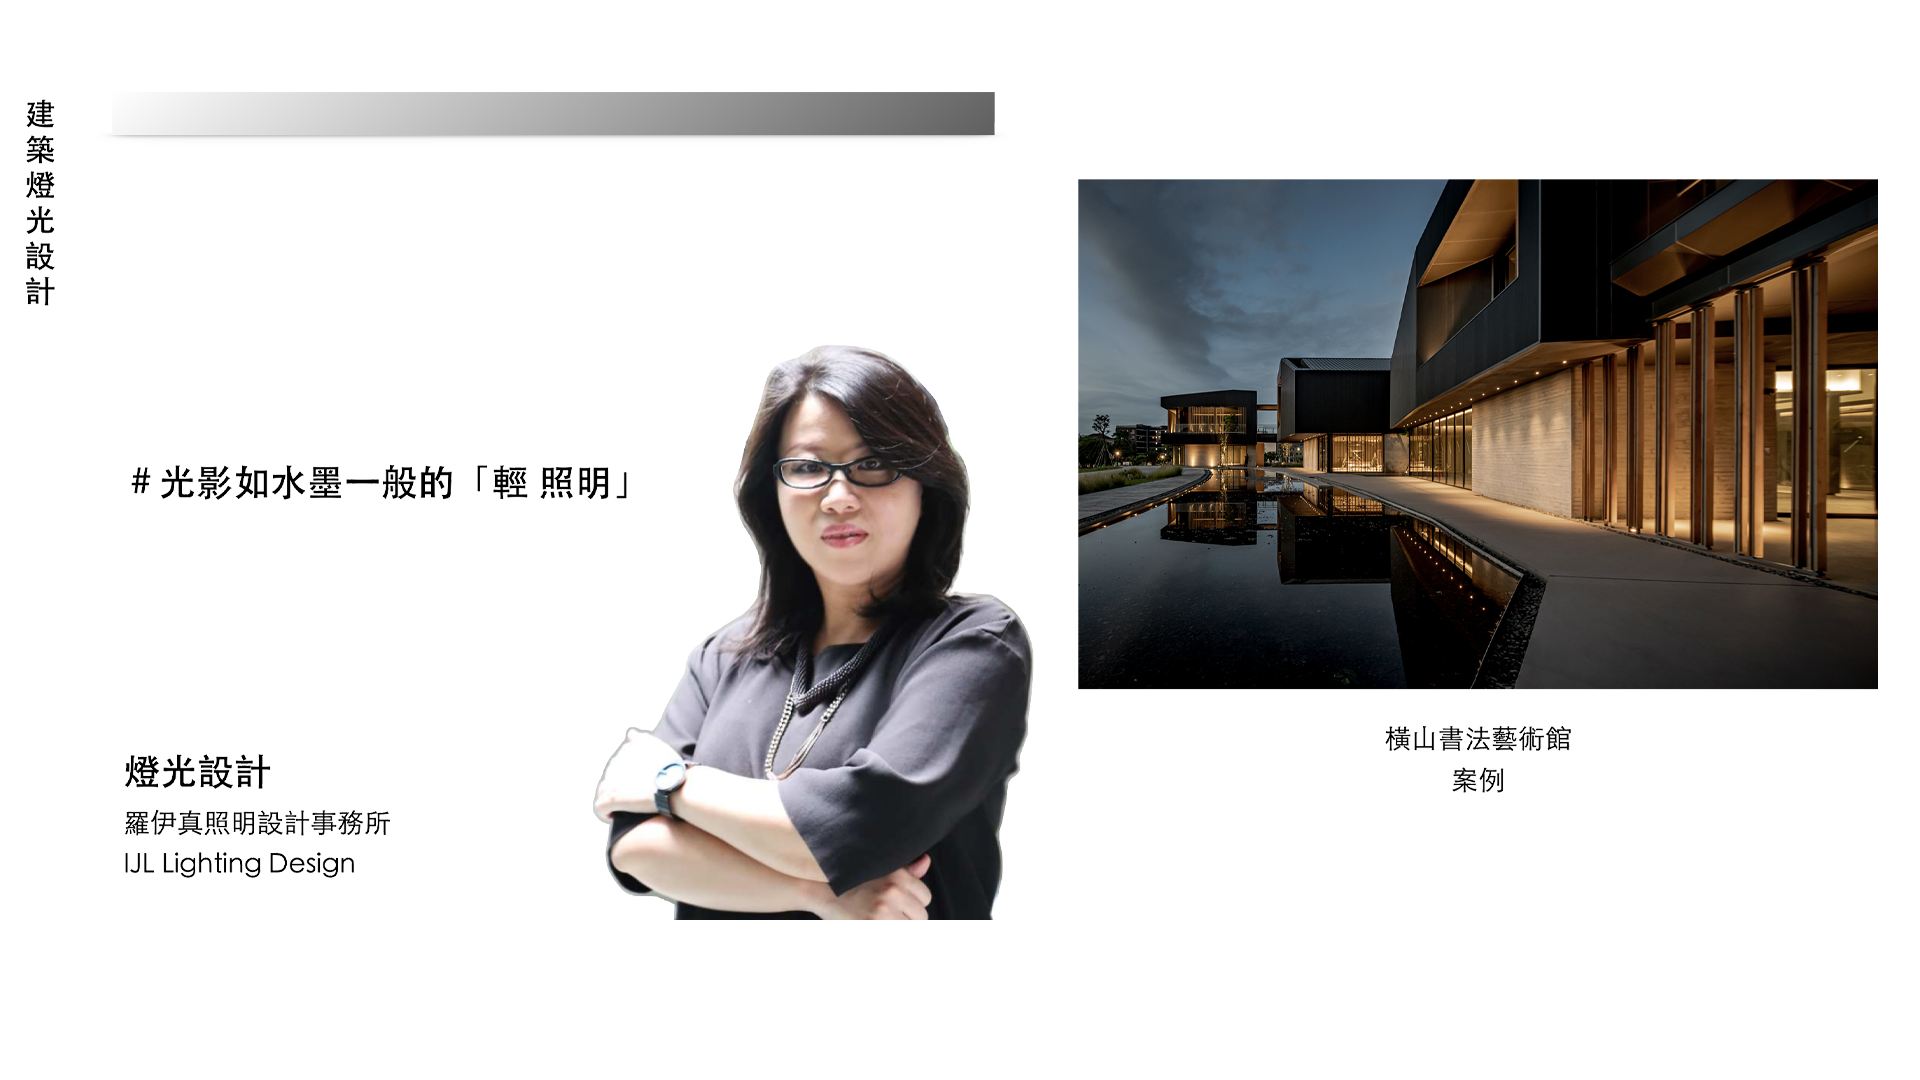 建築燈光設計
# 光影如水墨一般的「輕 照明」
燈光設計
羅伊真照明設計事務所
IJL Lighting Design
橫山書法藝術館
案例